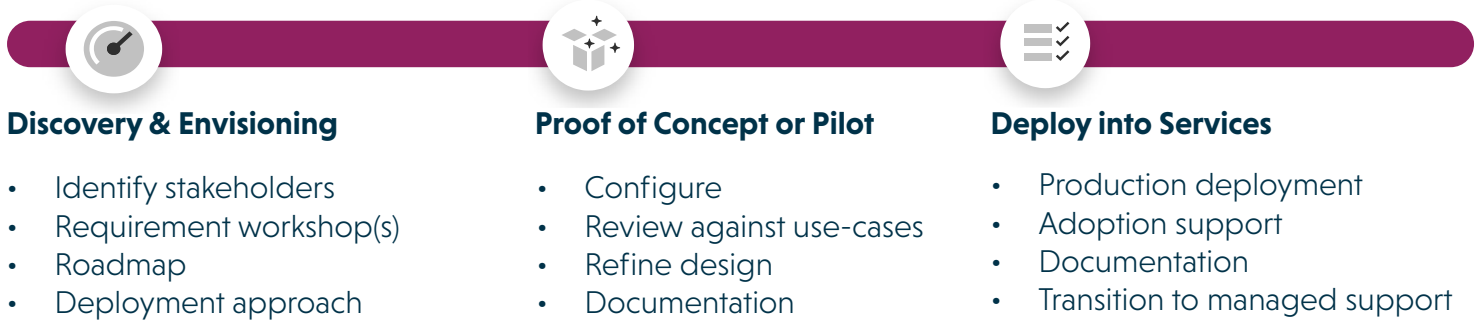 Discovery & Envisioning
• Identify stakeholders
• Requirement workshop(s)
• Roadmap
• Deployment approach
Proof of Concept or Pilot
• Configure
• Review against use-cases
• Refine design
• Documentation
Deploy into Services
• Production deployment
• Adoption support
• Documentation
• Transition to managed support